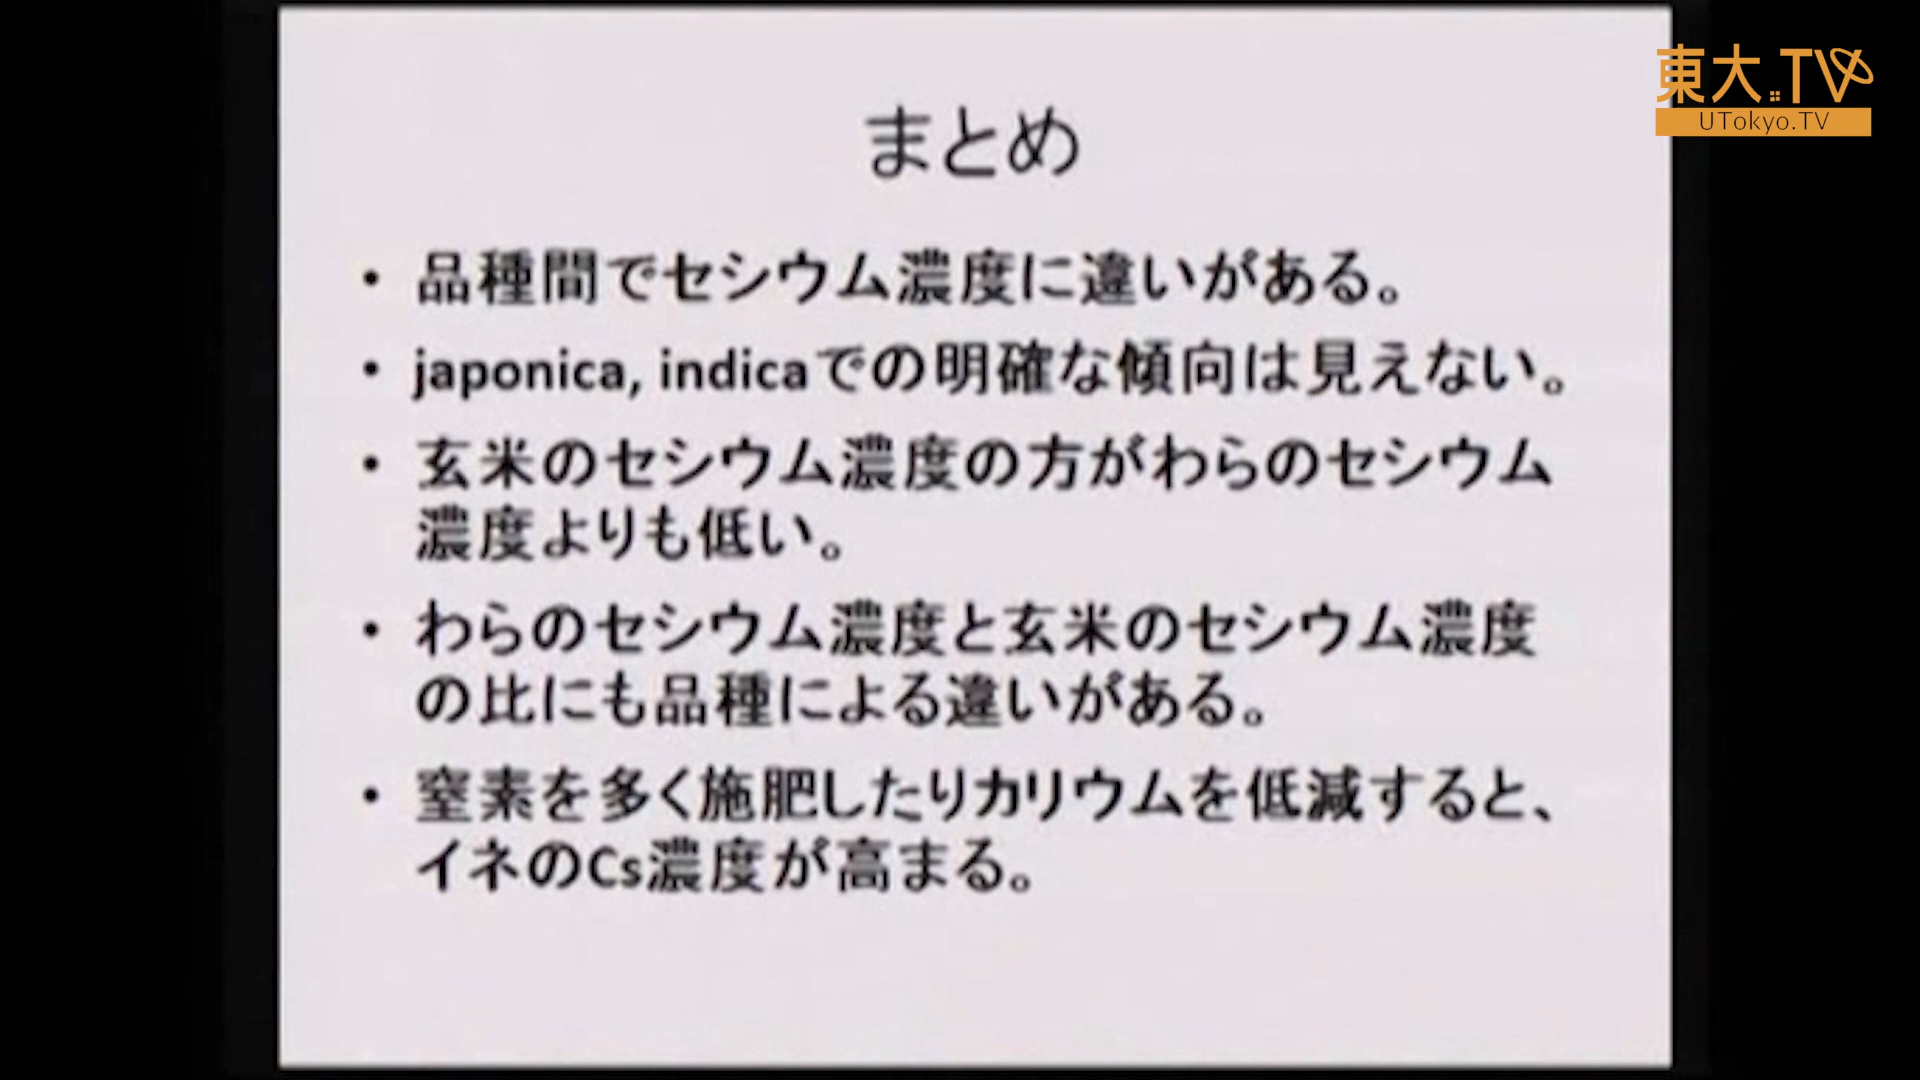 東大TV
UTokyo.TV
まとめ
・品種間でセシウム濃度に違いがある。
・japonica, indicaでの明確な傾向は見えない。
・玄米のセシウム濃度の方がわらのセシウム
濃度よりも低い。
・わらのセシウム濃度と玄米のセシウム濃度
の比にも品種による違いがある。
・窒素を多く施肥したりカリウムを低減すると、
イネのCs濃度が高まる。